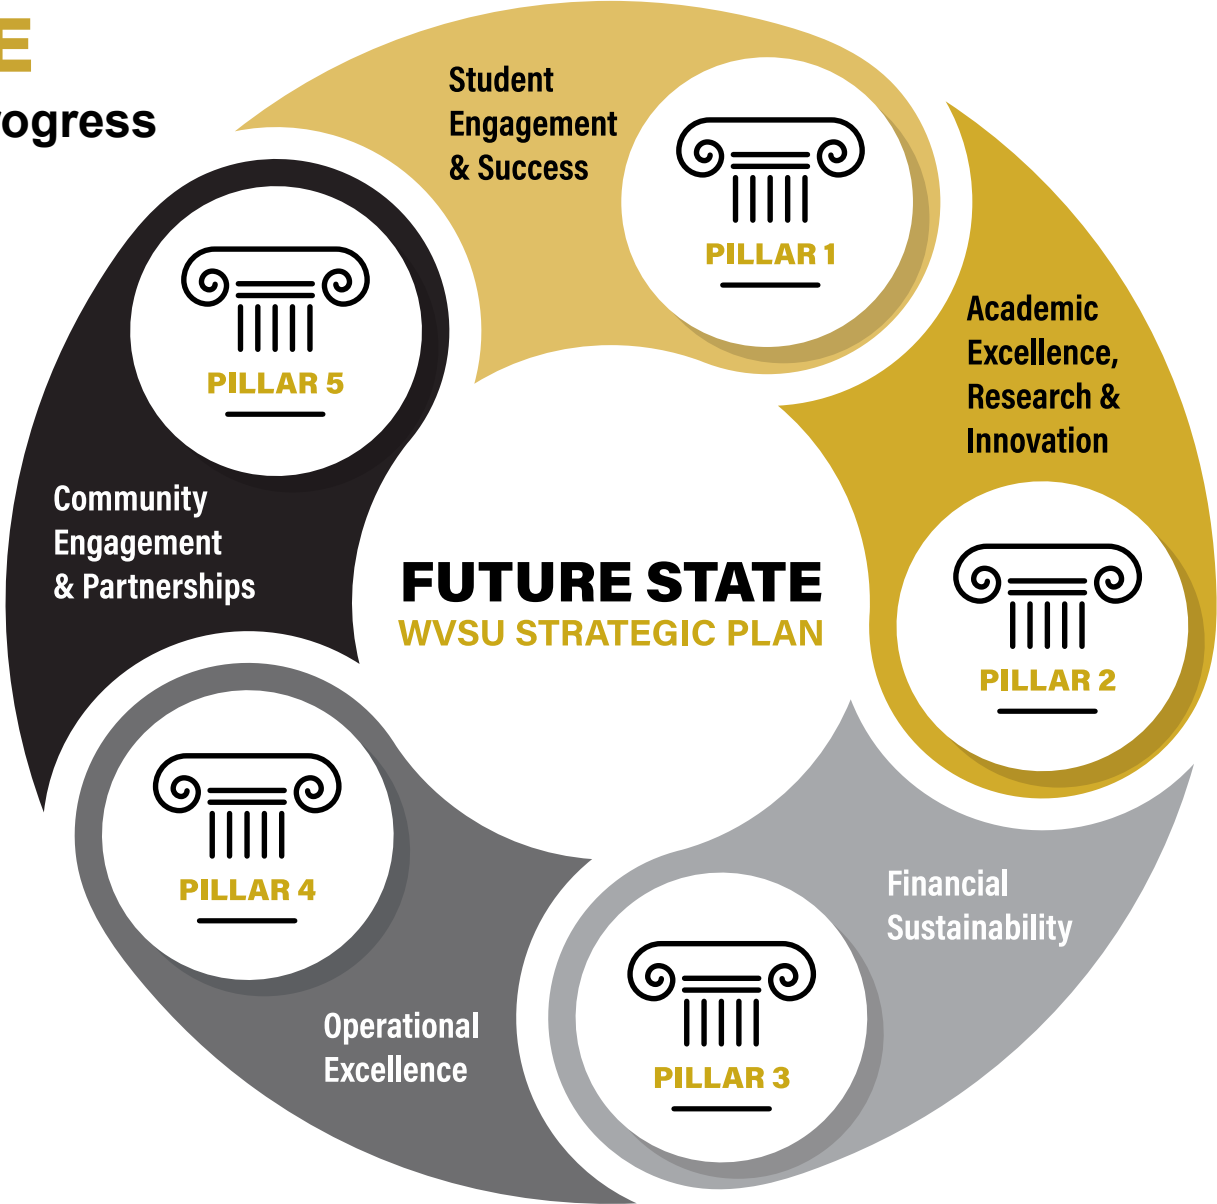 E
rogress
Student
Engagement
& Success
PILLAR 1
Academic
Excellence,
Research &
Innovation
PILLAR 2
Financial
Sustainability
PILLAR 3
Operational
Excellence
PILLAR 4
Community
Engagement
& Partnerships
PILLAR 5
FUTURE STATE
WVSU STRATEGIC PLAN